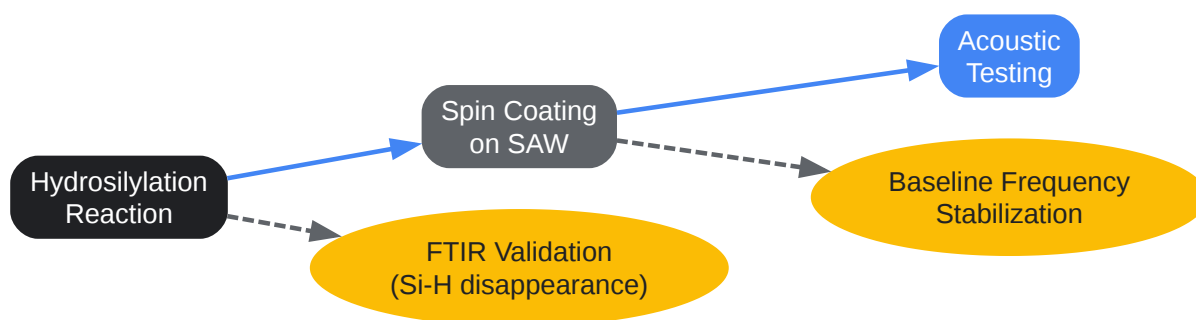 Hydrosilylation
Reaction
Spin Coating
on SAW
Acoustic
Testing
FTIR Validation
(Si-H disappearance)
Baseline Frequency
Stabilization